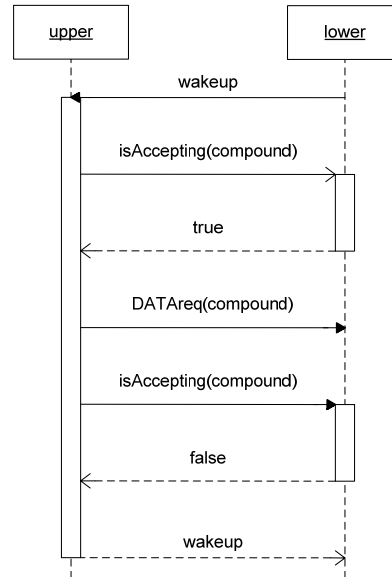 upper
lower
wakeup
isAccepting(compound)
true
DATAreq(compound)
isAccepting(compound)
false
wakeup